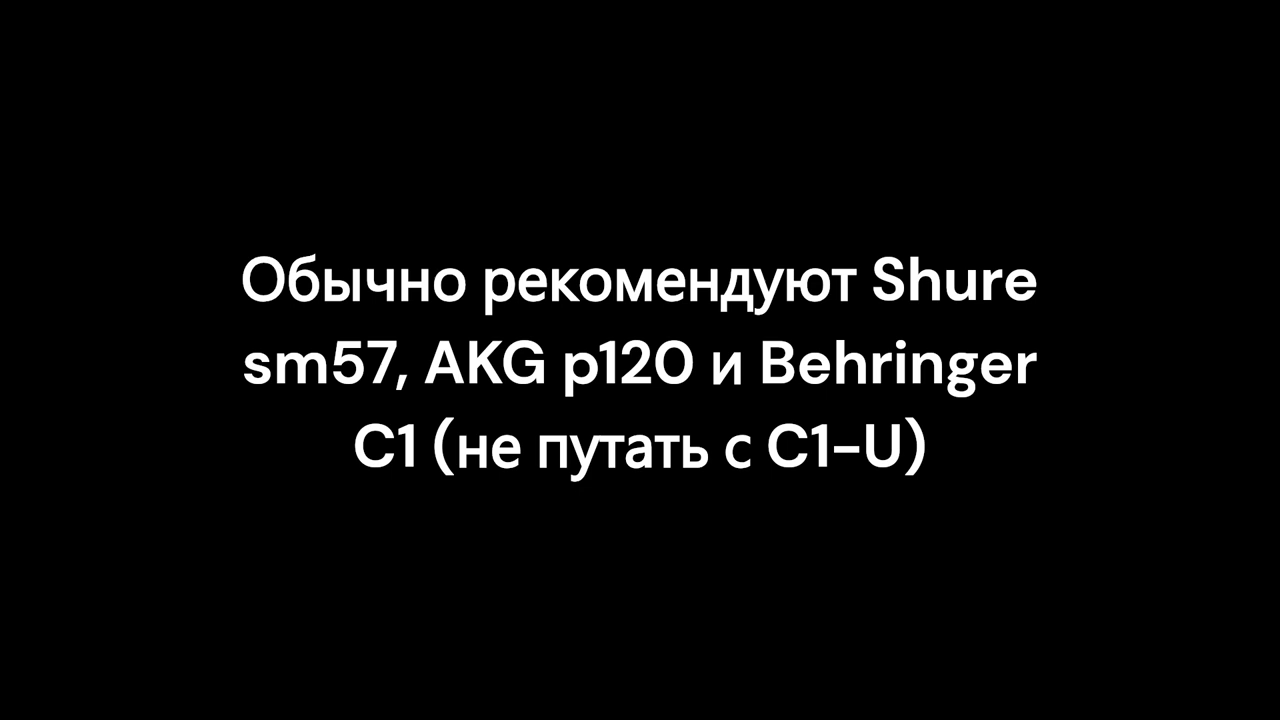 Обычно рекомендуют Shure
sm57, AKG p120 и Behringer
C1 (не путать с C1-U)